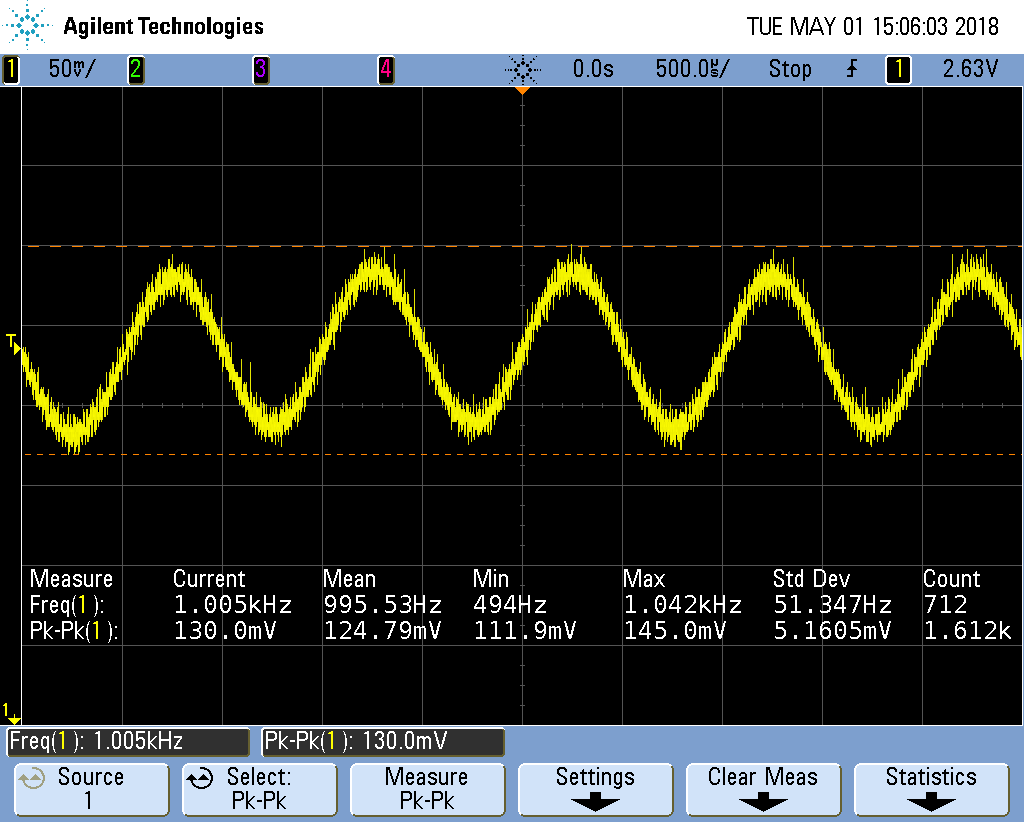 Agilent Technologies TUE MAY 01 15:06:03 2018
1 50mV/ 2 3 4 0.0s 500.0µs/ Stop 1 2.63V
T
Measure Current Mean Min Max Std Dev Count
Freq(1): 1.005kHz 995.53Hz 494Hz 1.042kHz 51.347Hz 712
Pk-Pk(1): 130.0mV 124.79mV 111.9mV 145.0mV 5.1605mV 1.612k
1
Freq(1): 1.005kHz Pk-Pk(1): 130.0mV
Source Select: Measure Settings Clear Meas Statistics
1 Pk-Pk Pk-Pk